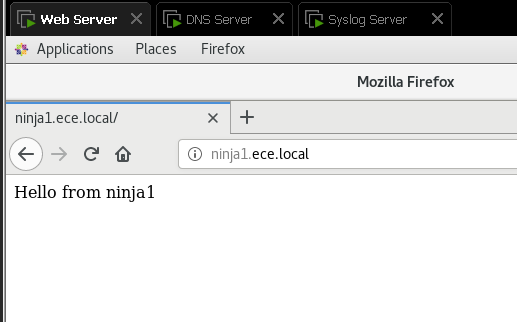 Web Server DNS Server Syslog Server
Applications Places Firefox
Mozilla Firefox
ninja1.ece.local/
ninja1.ece.local
Hello from ninja1